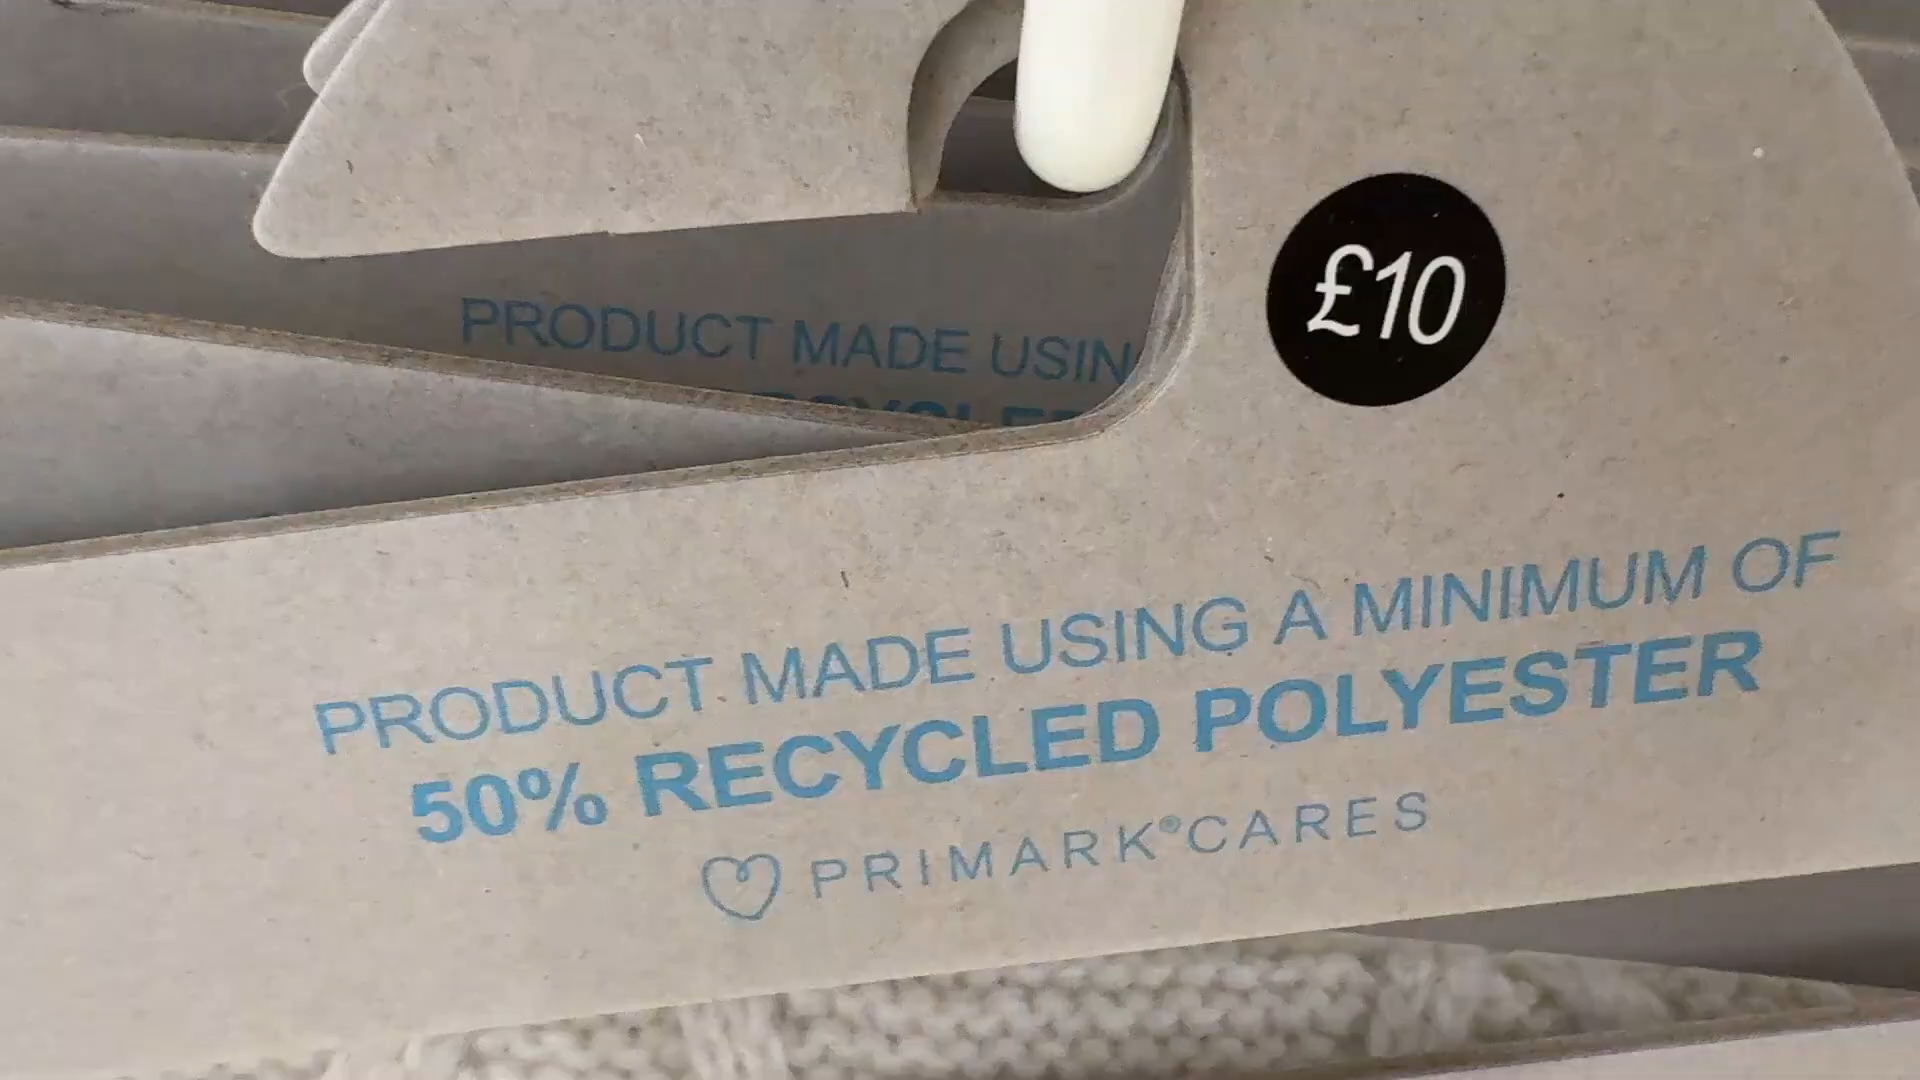 £10
PRODUCT MADE USIN
PRODUCT MADE USING A MINIMUM OF
50% RECYCLED POLYESTER
PRIMARK®CARES